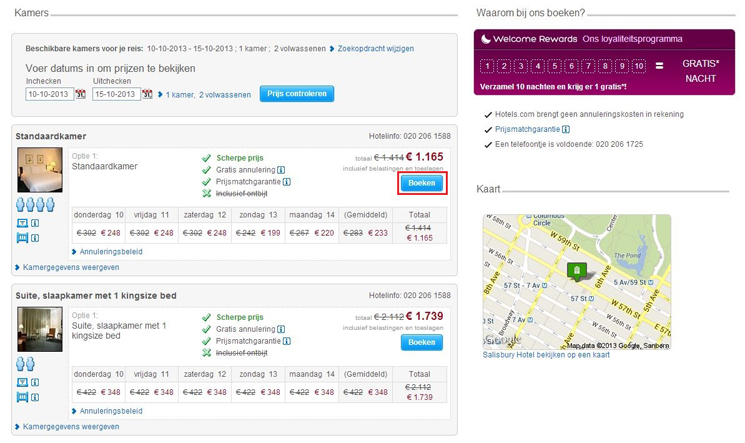 Kamers
Beschikbare kamers voor je reis: 10-10-2013 - 15-10-2013 ; 1 kamer ; 2 volwassenen Zoekopdracht wijzigen
Voer datums in om prijzen te bekijken
Inchecken Uitchecken
10-10-2013 15-10-2013 1 kamer, 2 volwassenen Prijs controleren
Standaardkamer Hotelinfo: 020 206 1588
Optie 1:
Standaardkamer
Scherpe prijs
Gratis annulering
Prijsmatchgarantie
Inclusief ontbijt
totaal € 1.414 € 1.165
inclusief belastingen en toeslagen
Boeken
donderdag 10 vrijdag 11 zaterdag 12 zondag 13 maandag 14 (Gemiddeld) Totaal
€ 302 € 248 € 302 € 248 € 302 € 248 € 242 € 199 € 267 € 220 € 283 € 233 € 1.414
€ 1.165
Annuleringsbeleid
Kamergegevens weergeven
Suite, slaapkamer met 1 kingsize bed Hotelinfo: 020 206 1588
Optie 1:
Suite, slaapkamer met 1
kingsize bed
Scherpe prijs
Gratis annulering
Prijsmatchgarantie
Inclusief ontbijt
totaal € 2.112 € 1.739
inclusief belastingen en toeslagen
Boeken
donderdag 10 vrijdag 11 zaterdag 12 zondag 13 maandag 14 (Gemiddeld) Totaal
€ 422 € 348 € 422 € 348 € 422 € 348 € 422 € 348 € 422 € 348 € 422 € 348 € 2.112
€ 1.739
Annuleringsbeleid
Kamergegevens weergeven
Waarom bij ons boeken?
Welcome Rewards Ons loyaliteitsprogramma
1 2 3 4 5 6 7 8 9 10 = GRATIS*
NACHT
Verzamel 10 nachten en krijg er 1 gratis*!
Hotels.com brengt geen annuleringskosten in rekening
Prijsmatchgarantie
Een telefoontje is voldoende: 020 206 1725
Kaart
Columbus
Circle
W 59th St
The Pond
W 58th St
8th Ave
6th Ave
57 St - 7 Av
5 Av/59 St
57 St
W 57th St
W 56th St
Broadway
7th Ave
W 55th St
Google
Map data ©2013 Google, Sanborn
Salisbury Hotel bekijken op een kaart